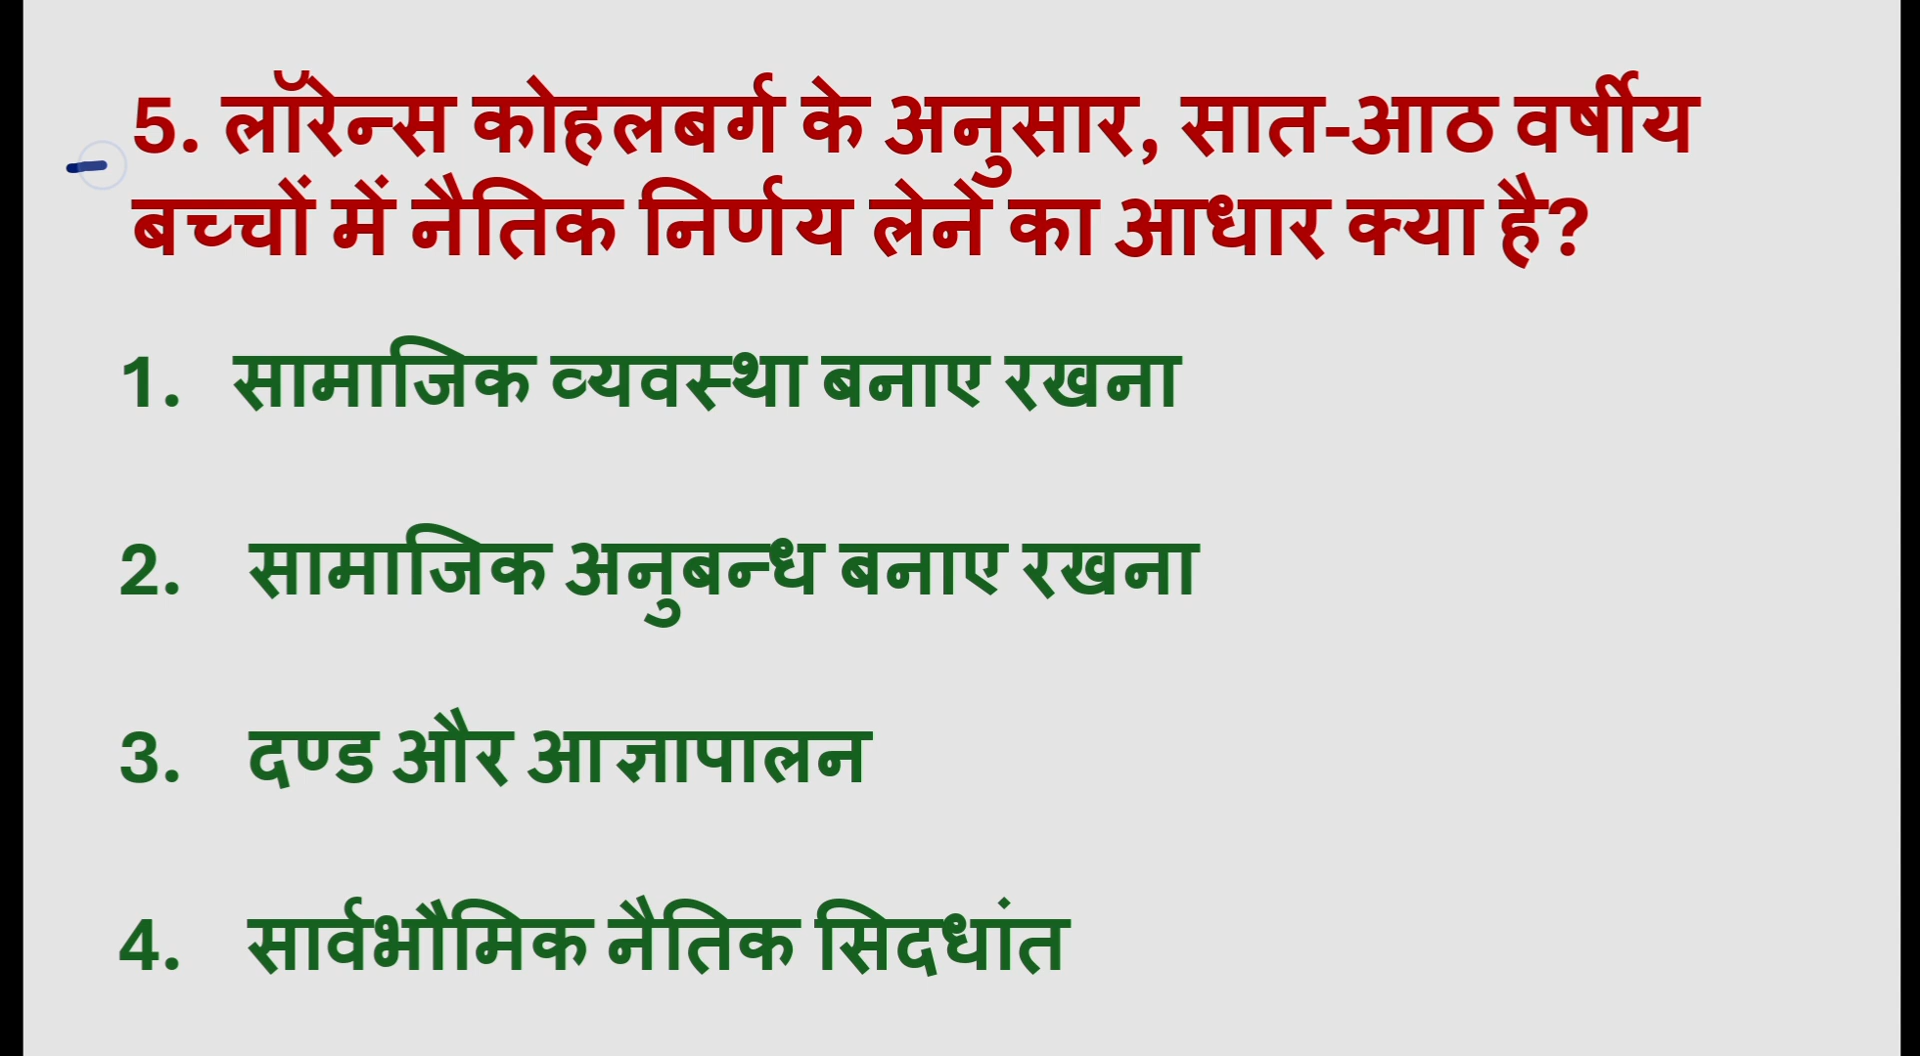 5. लॉरेन्स कोहलबर्ग के अनुसार, सात-आठ वर्षीय
बच्चों में नैतिक निर्णय लेने का आधार क्या है?
1. सामाजिक व्यवस्था बनाए रखना
2. सामाजिक अनुबन्ध बनाए रखना
3. दण्ड और आज्ञापालन
4. सार्वभौमिक नैतिक सिदधांत